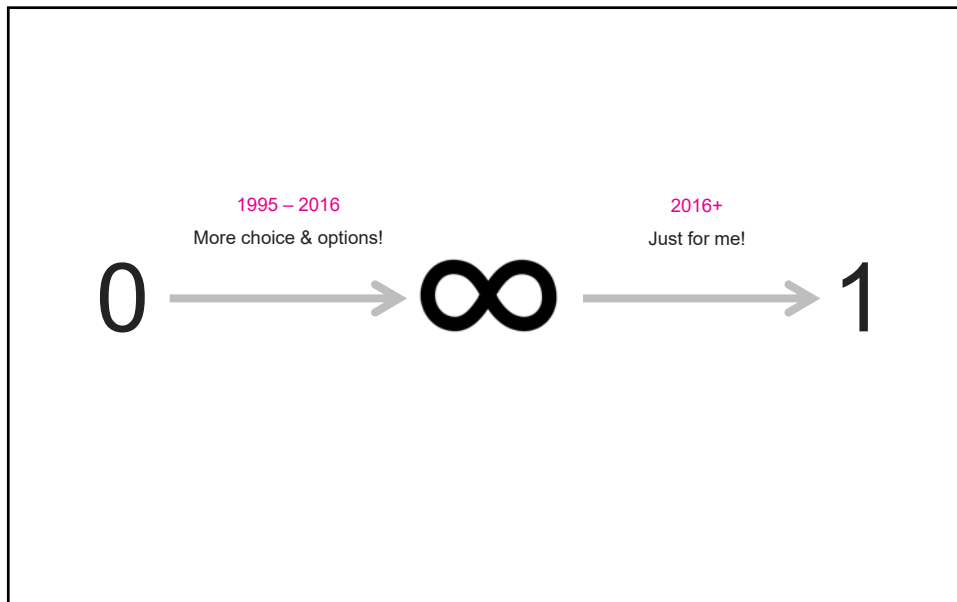 1995 – 2016
More choice & options!
2016+
Just for me!
0
∞
1